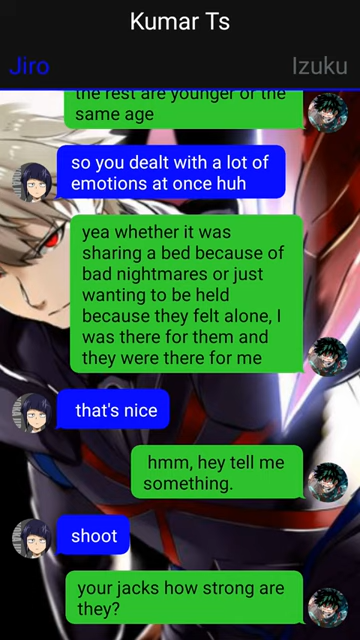 Kumar Ts
Jiro
Izuku
the rest are younger or the
same age
so you dealt with a lot of
emotions at once huh
yea whether it was
sharing a bed because of
bad nightmares or just
wanting to be held
because they felt alone, I
was there for them and
they were there for me
that's nice
hmm, hey tell me
something.
shoot
your jacks how strong are
they?